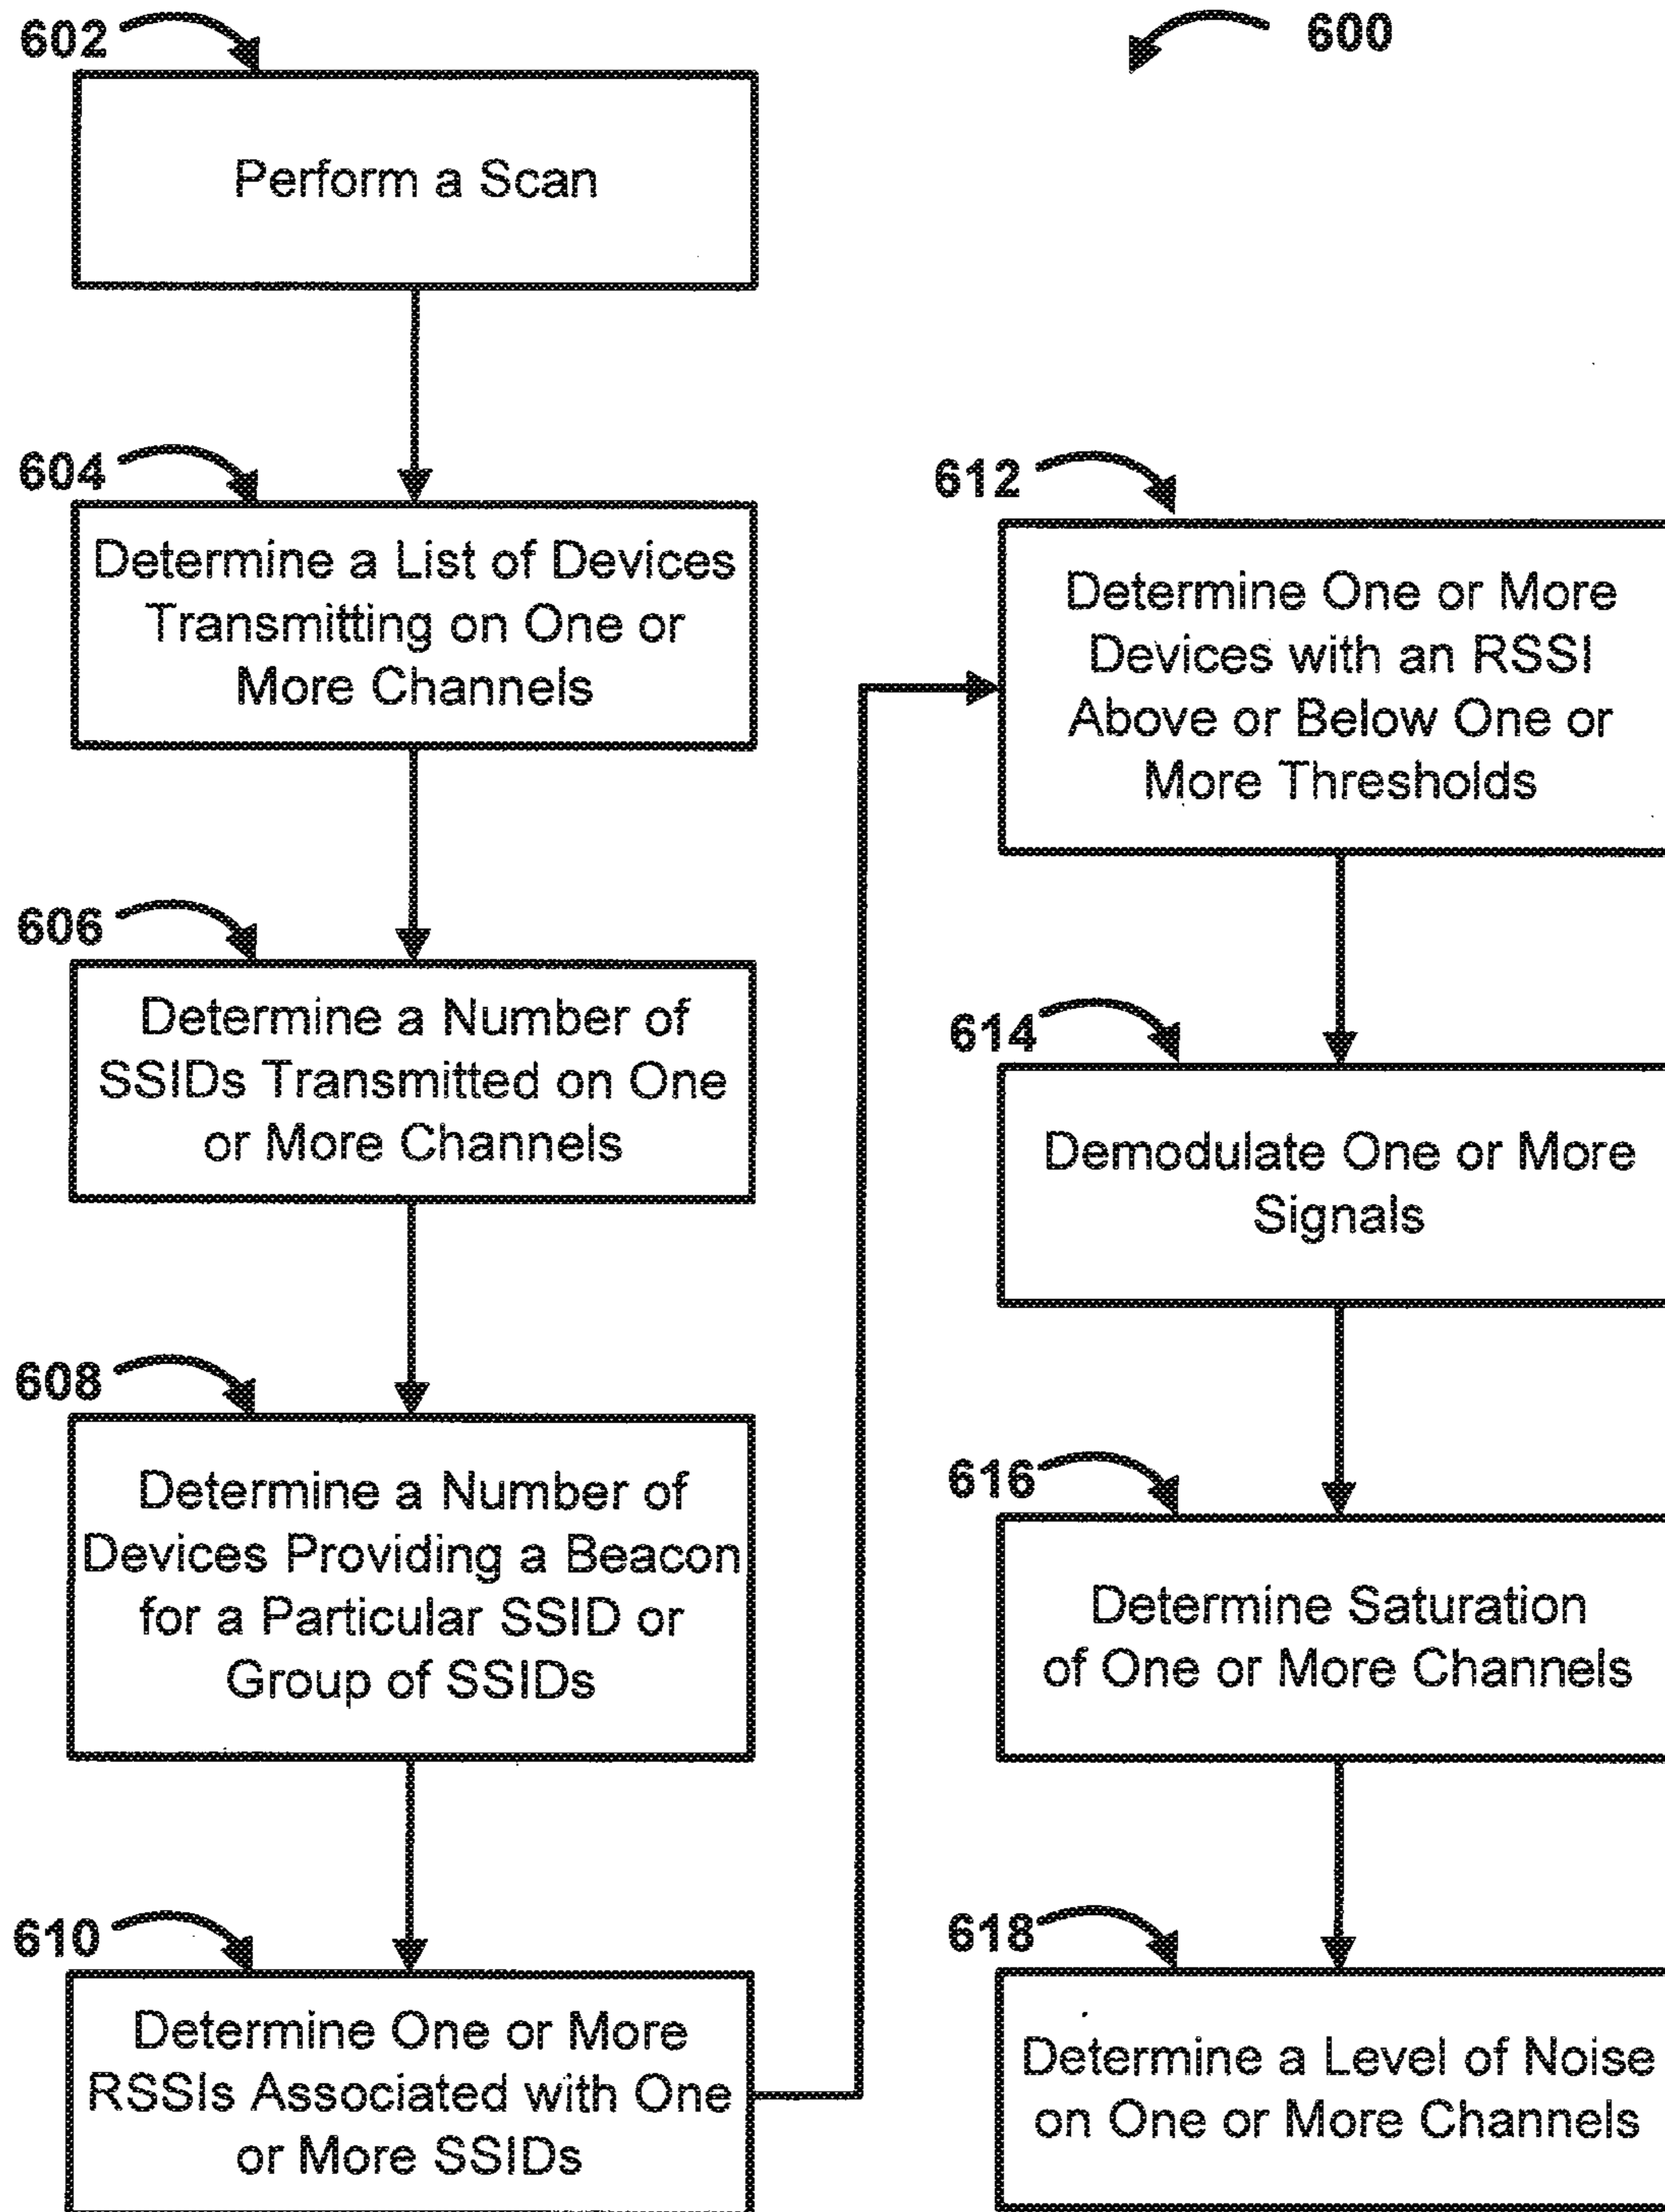 600
602
Perform a Scan
604
Determine a List of Devices
Transmitting on One or
More Channels
606
Determine a Number of
SSIDs Transmitted on One
or More Channels
608
Determine a Number of
Devices Providing a Beacon
for a Particular SSID or
Group of SSIDs
610
Determine One or More
RSSIs Associated with One
or More SSIDs
612
Determine One or More
Devices with an RSSI
Above or Below One or
More Thresholds
614
Demodulate One or More
Signals
616
Determine Saturation
of One or More Channels
618
Determine a Level of Noise
on One or More Channels